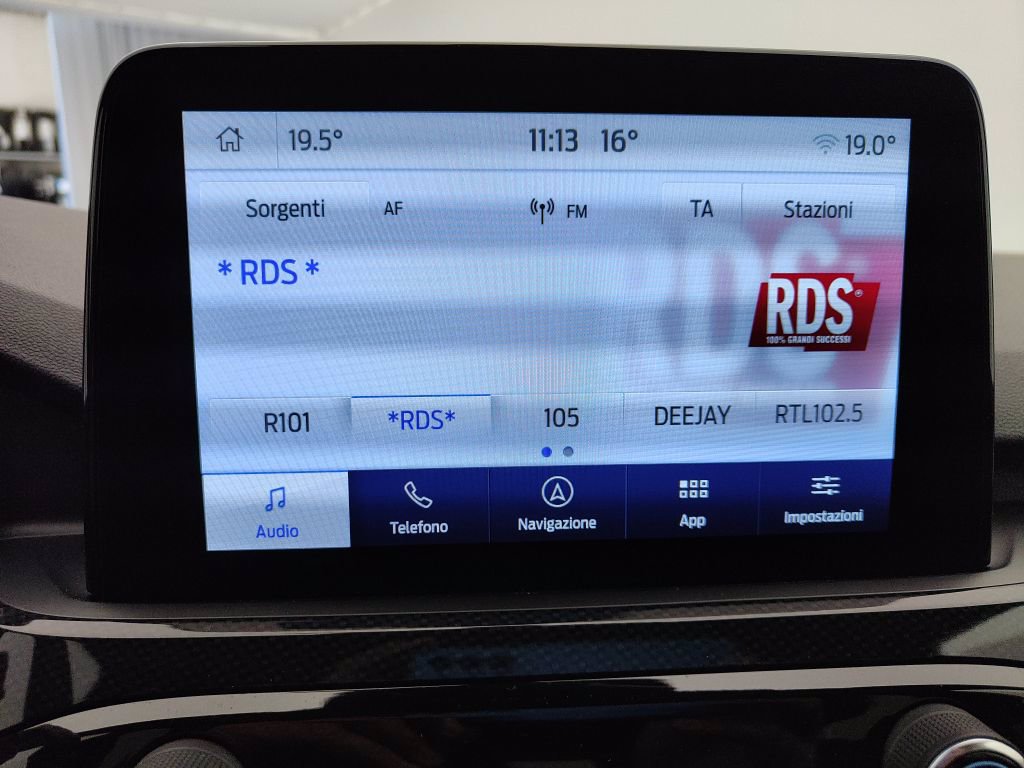 19.5° 11:13 16° 19.0°
Sorgenti AF FM TA Stazioni
*RDS*
RDS
100% GRANDI SUCCESSI
R101 *RDS* 105 DEEJAY RTL102.5
Audio Telefono Navigazione App Impostazioni